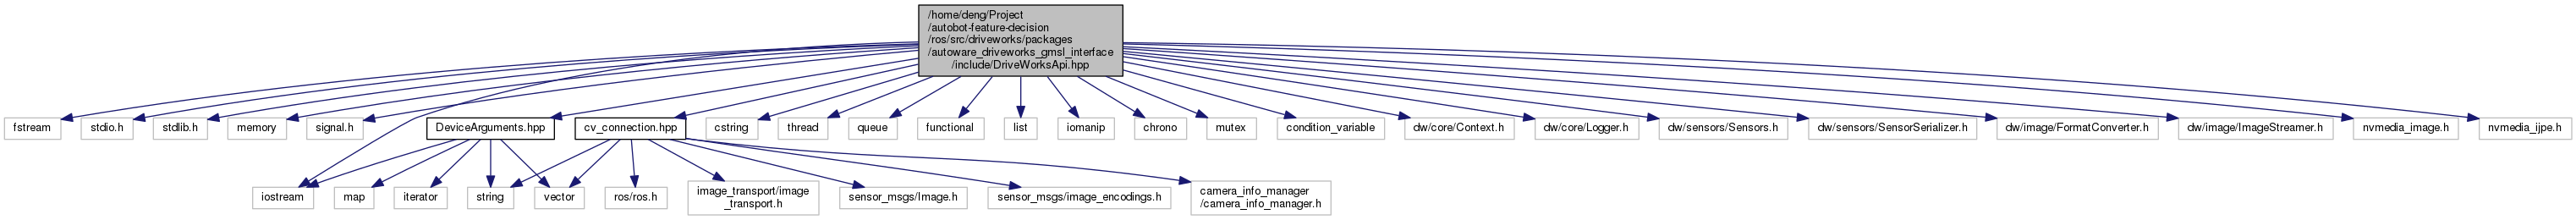 /home/deng/Project
/autobot-feature-decision
/ros/src/driveworks/packages
/autoware_driveworks_gmsl_interface
/include/DriveWorksApi.hpp
fstream
stdio.h
stdlib.h
memory
signal.h
DeviceArguments.hpp
cv_connection.hpp
cstring
thread
queue
functional
list
iomanip
chrono
mutex
condition_variable
dw/core/Context.h
dw/core/Logger.h
dw/sensors/Sensors.h
dw/sensors/SensorSerializer.h
dw/image/FormatConverter.h
dw/image/ImageStreamer.h
nvmedia_image.h
nvmedia_ijpe.h
iostream
map
iterator
string
vector
ros/ros.h
image_transport/image
_transport.h
sensor_msgs/Image.h
sensor_msgs/image_encodings.h
camera_info_manager
/camera_info_manager.h